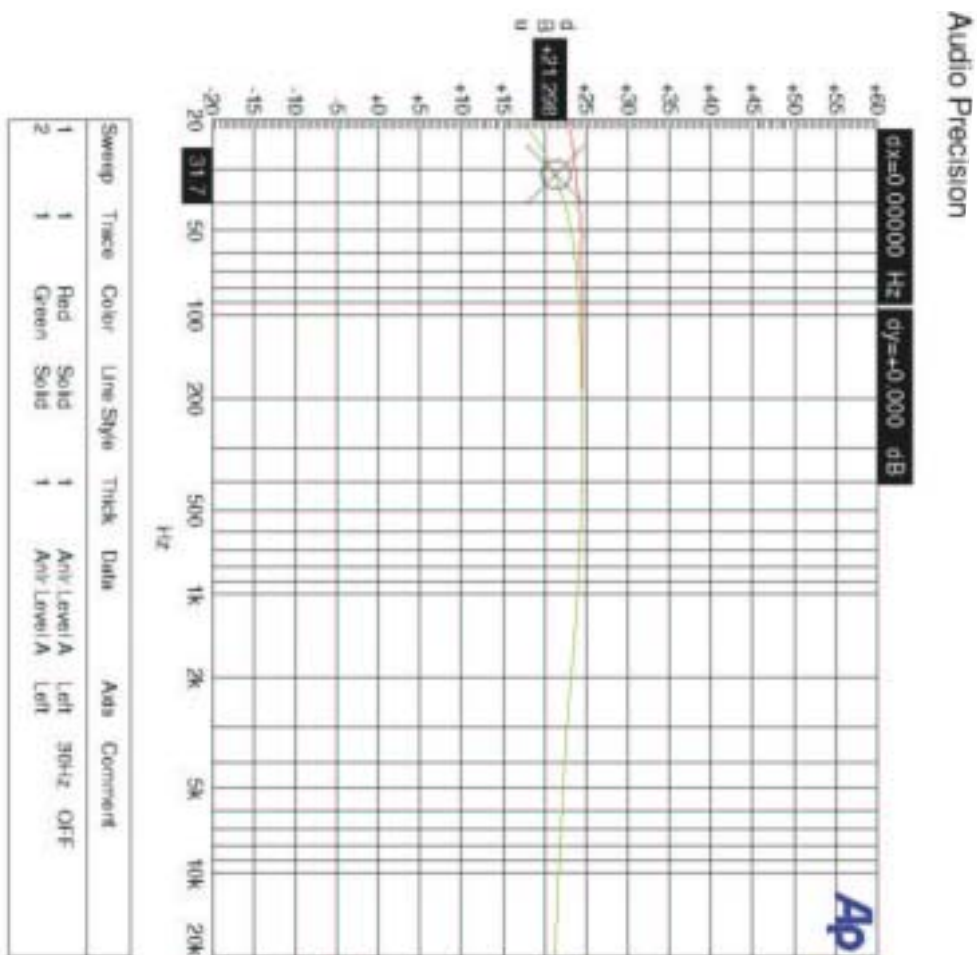 Audio Precision
dx=0.00000 Hz dy=+0.000 dB
Ap
+60
+55
+50
+45
+40
+35
+30
+25
+21.298
+15
+10
+5
+0
-5
-10
-15
-20
d
B
u
20 31.7 50 100 200 500 1k 2k 5k 10k 20k
Hz
Sweep Trace Color Line Style Thick Data Axis Comment
1 1 Red Solid 1 Anlr Level A Left 30Hz OFF
2 1 Green Solid 1 Anlr Level A Left